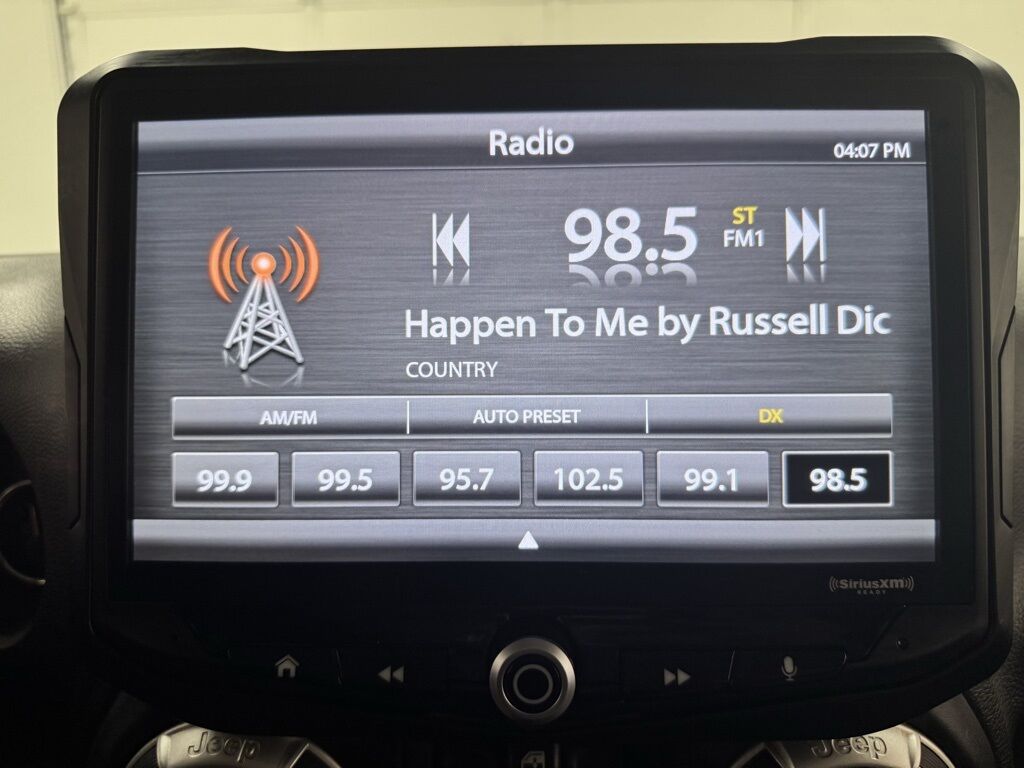 Radio
04:07 PM
98.5
ST
FM1
Happen To Me by Russell Dic
COUNTRY
AM/FM AUTO PRESET DX
99.9 99.5 95.7 102.5 99.1 98.5
((SiriusXM))
READY
Jeep Jeep